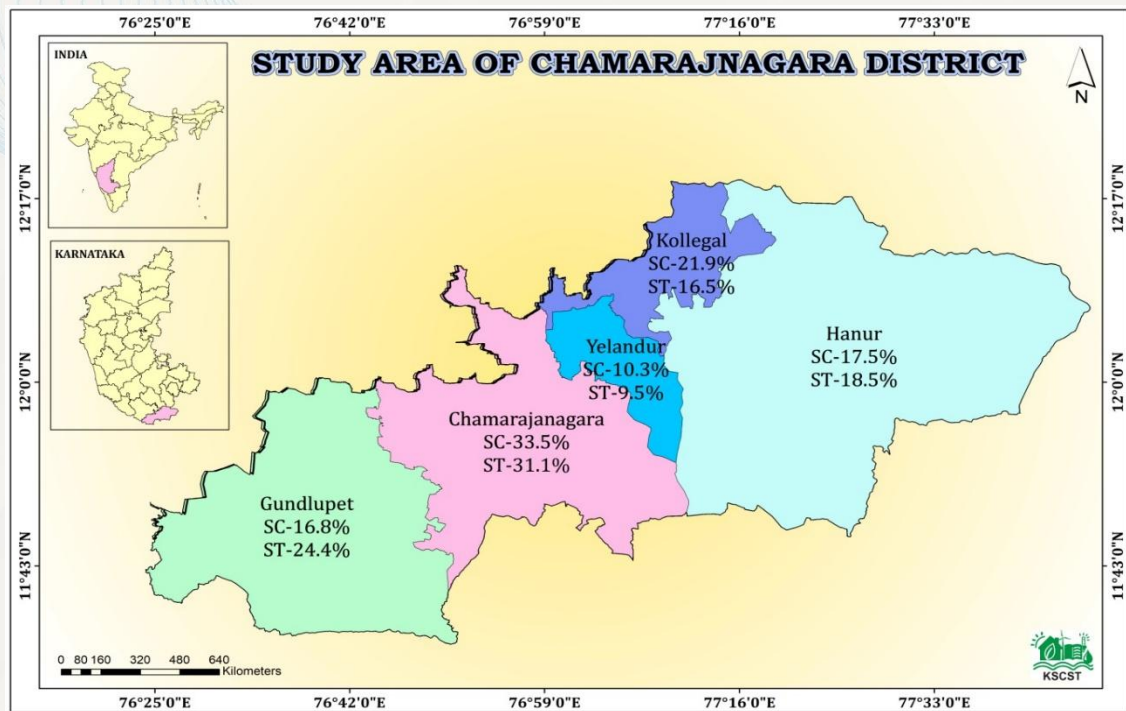 76°25'0"E 76°42'0"E 76°59'0"E 77°16'0"E 77°33'0"E
INDIA
STUDY AREA OF CHAMARAJNAGARA DISTRICT
N
12°17'0"N 12°17'0"N
KARNATAKA
Kollegal
SC-21.9%
ST-16.5%
Hanur
SC-17.5%
ST-18.5%
Yelandur
SC-10.3%
ST-9.5%
12°0'0"N 12°0'0"N
Chamarajanagara
SC-33.5%
ST-31.1%
Gundlupet
SC-16.8%
ST-24.4%
11°43'0"N 11°43'0"N
0 80 160 320 480 640
Kilometers
KSCST
76°25'0"E 76°42'0"E 76°59'0"E 77°16'0"E 77°33'0"E